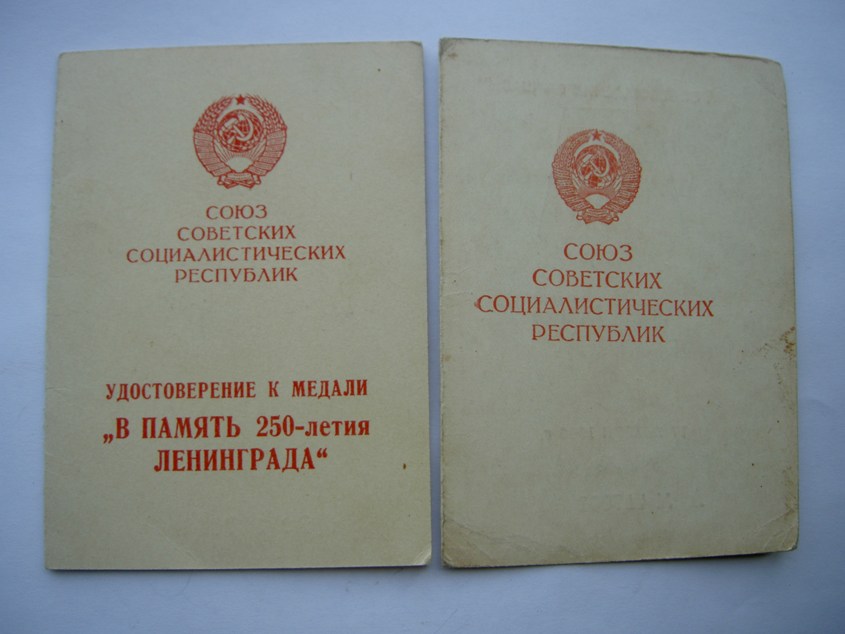 СОЮЗ
СОВЕТСКИХ
СОЦИАЛИСТИЧЕСКИХ
РЕСПУБЛИК
УДОСТОВЕРЕНИЕ К МЕДАЛИ
„В ПАМЯТЬ 250-летия
ЛЕНИНГРАДА“
СОЮЗ
СОВЕТСКИХ
СОЦИАЛИСТИЧЕСКИХ
РЕСПУБЛИК